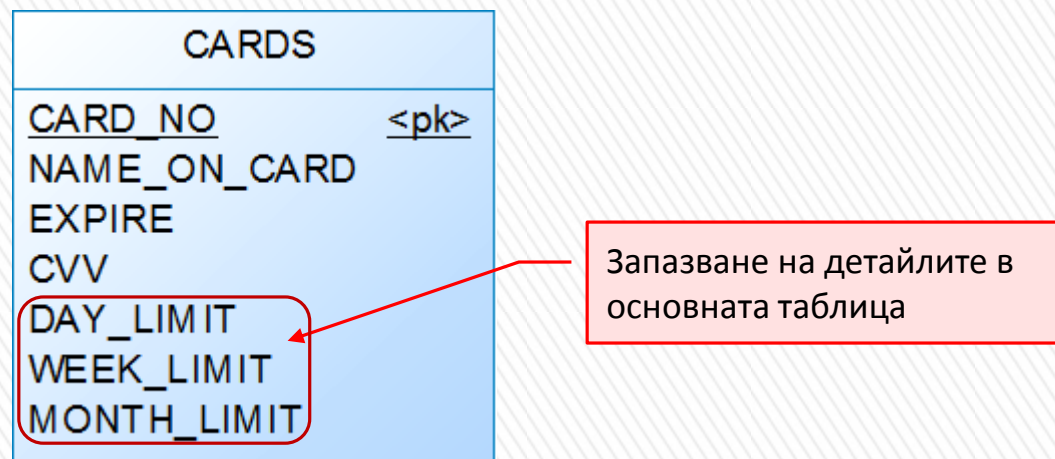 CARDS
CARD_NO <pk>
NAME_ON_CARD
EXPIRE
CVV
DAY_LIMIT
WEEK_LIMIT
MONTH_LIMIT
Запазване на детайлите в
основната таблица